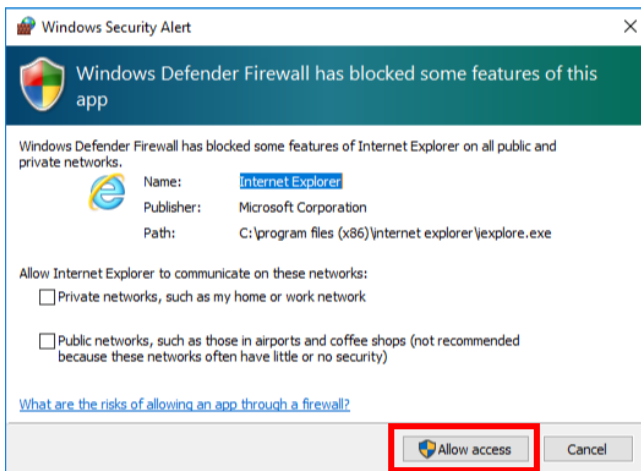 Windows Security Alert
Windows Defender Firewall has blocked some features of this
app
Windows Defender Firewall has blocked some features of Internet Explorer on all public and
private networks.
Name: Internet Explorer
Publisher: Microsoft Corporation
Path: C:\program files (x86)\internet explorer\iexplore.exe
Allow Internet Explorer to communicate on these networks:
Private networks, such as my home or work network
Public networks, such as those in airports and coffee shops (not recommended
because these networks often have little or no security)
What are the risks of allowing an app through a firewall?
Allow access Cancel